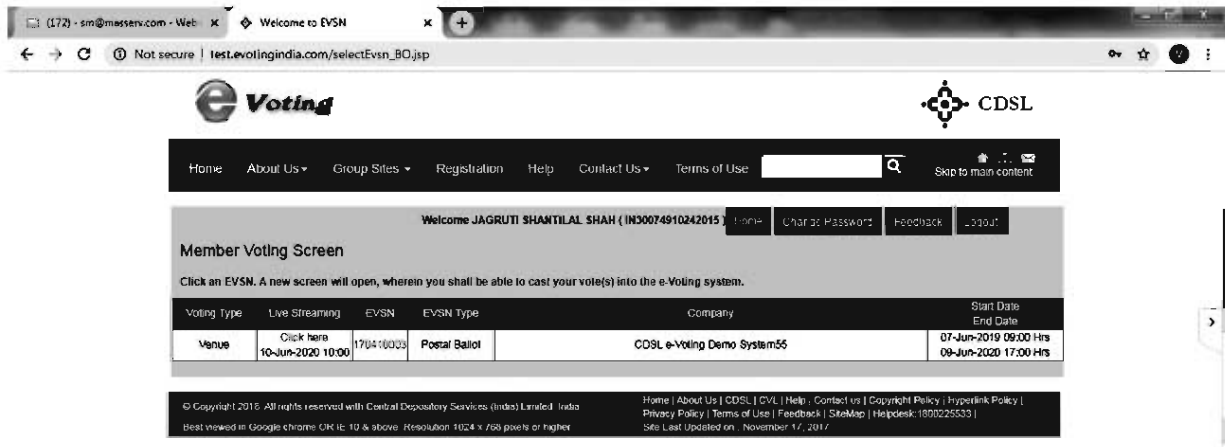 (172) - sm@masserv.com - Web
Welcome to EVSN
Not secure | test.evotingindia.com/selectEvsn_BO.jsp
e Voting
CDSL
Home About Us Group Sites Registration Help Contact Us Terms of Use
Skip to main content
Welcome JAGRUTI SHANTILAL SHAH ( IN30074910242015 ) Home Change Password Feedback Logout
Member Voting Screen
Click an EVSN. A new screen will open, wherein you shall be able to cast your vote(s) into the e-Voting system.
Voting Type Live Streaming EVSN EVSN Type Company Start Date
End Date
Venue Click here Postal Ballot CDSL e-Voting Demo System55 07-Jun-2019 09:00 Hrs
10-Jun-2020 10:00 09-Jun-2020 17:00 Hrs
© Copyright All rights reserved with Central Depository Services (India) Limited India
Best viewed in Google chrome OR IE 10 & above. Resolution 1024 x 768 pixels or higher
Home | About Us | CDSL | CVL | Help | Contact us | Copyright Policy | Hyperlink Policy |
Privacy Policy | Terms of Use | Feedback | SiteMap | Helpdesk:1800225533 |
Site Last Updated on : November 17, 2017